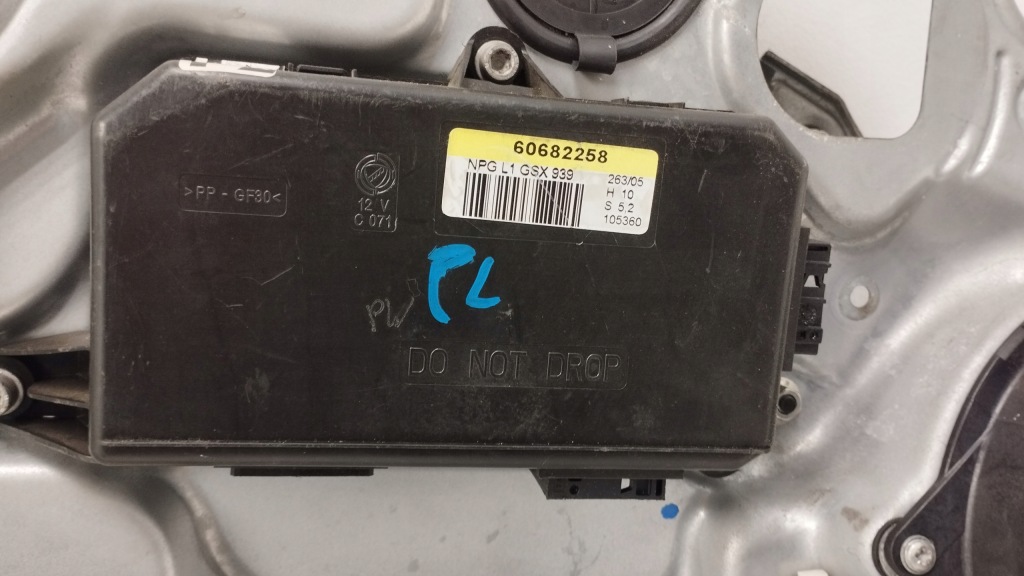 60682258
NPG L1 GSX 939
263/05
H 10
S 5,2
105360
>PP - GF30<
12 V
C 071
PL
PL
DO NOT DROP